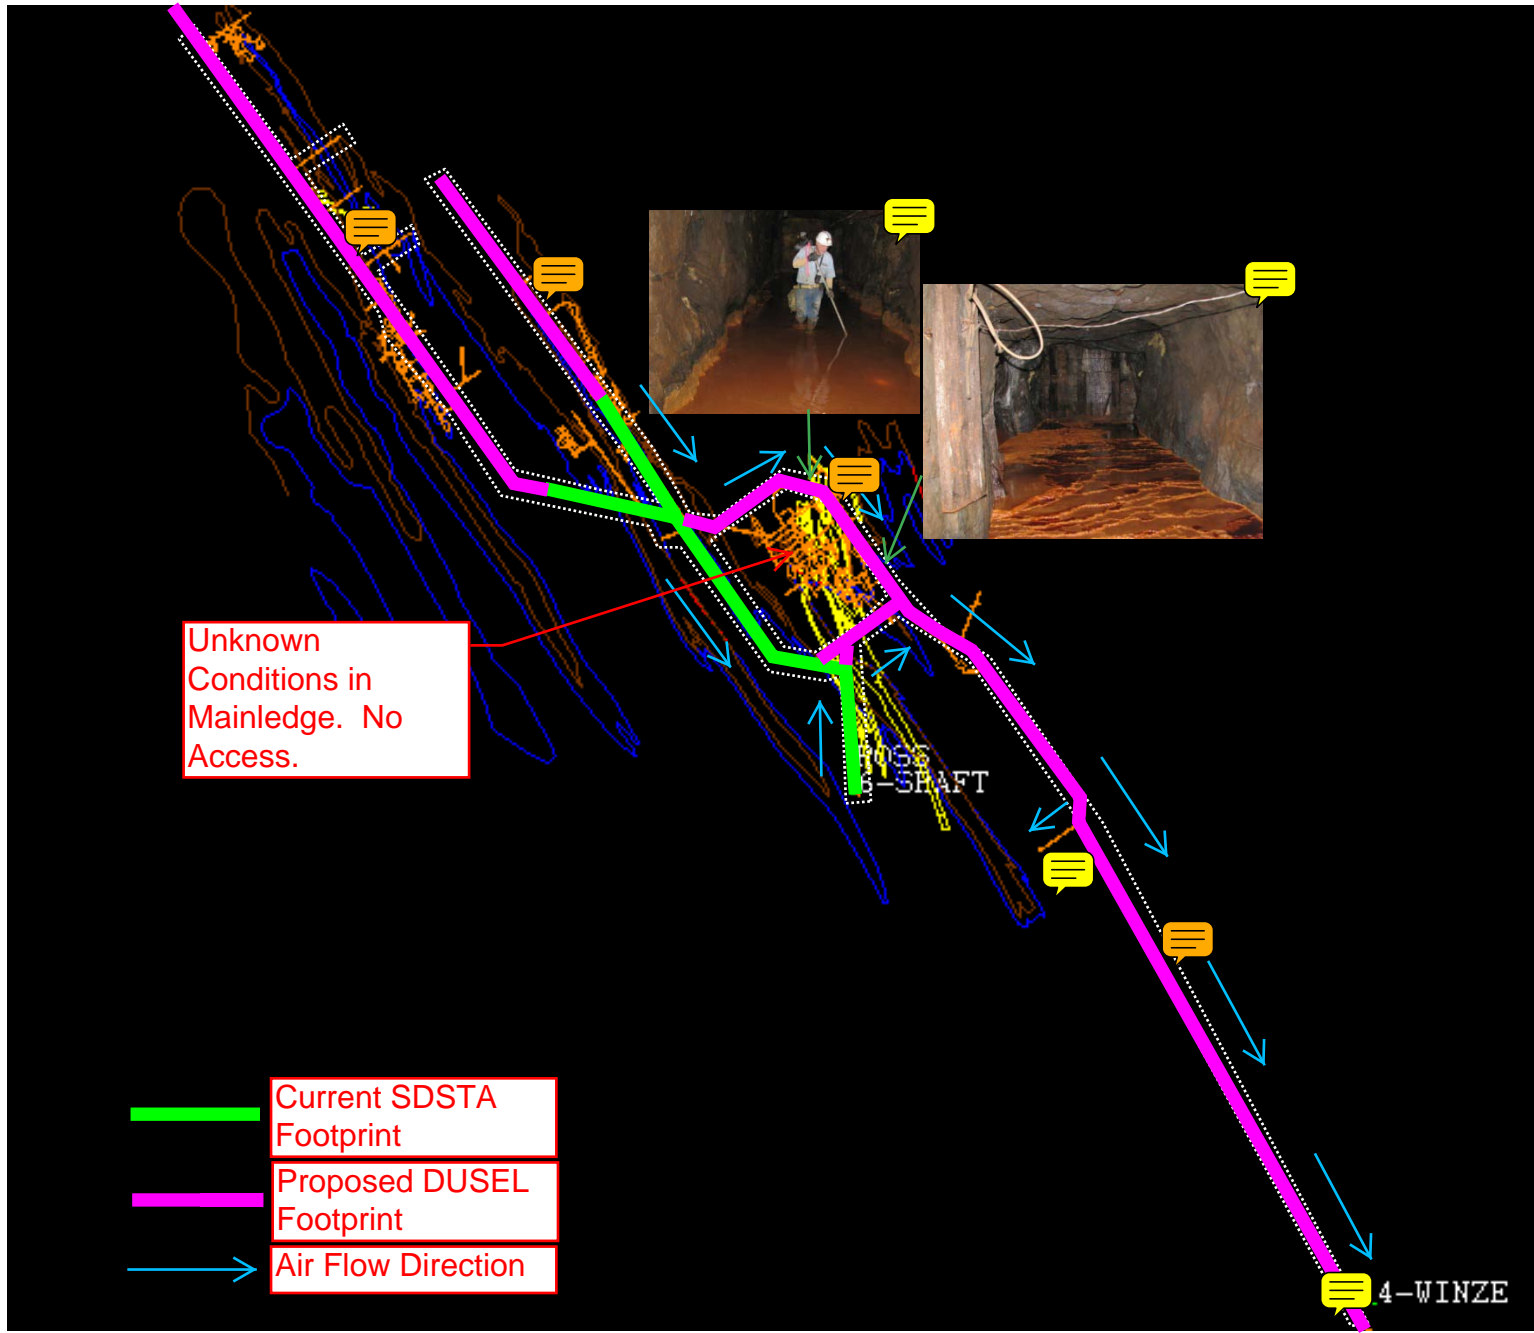 Unknown
Conditions in
Mainledge. No
Access.
ROSS
B-SHAFT
Current SDSTA
Footprint
Proposed DUSEL
Footprint
Air Flow Direction
4-WINZE